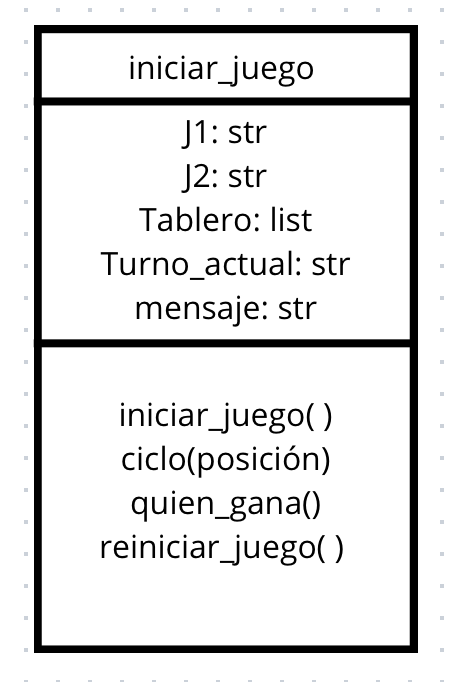 iniciar_juego
J1: str
J2: str
Tablero: list
Turno_actual: str
mensaje: str
iniciar_juego( )
ciclo(posición)
quien_gana()
reiniciar_juego( )